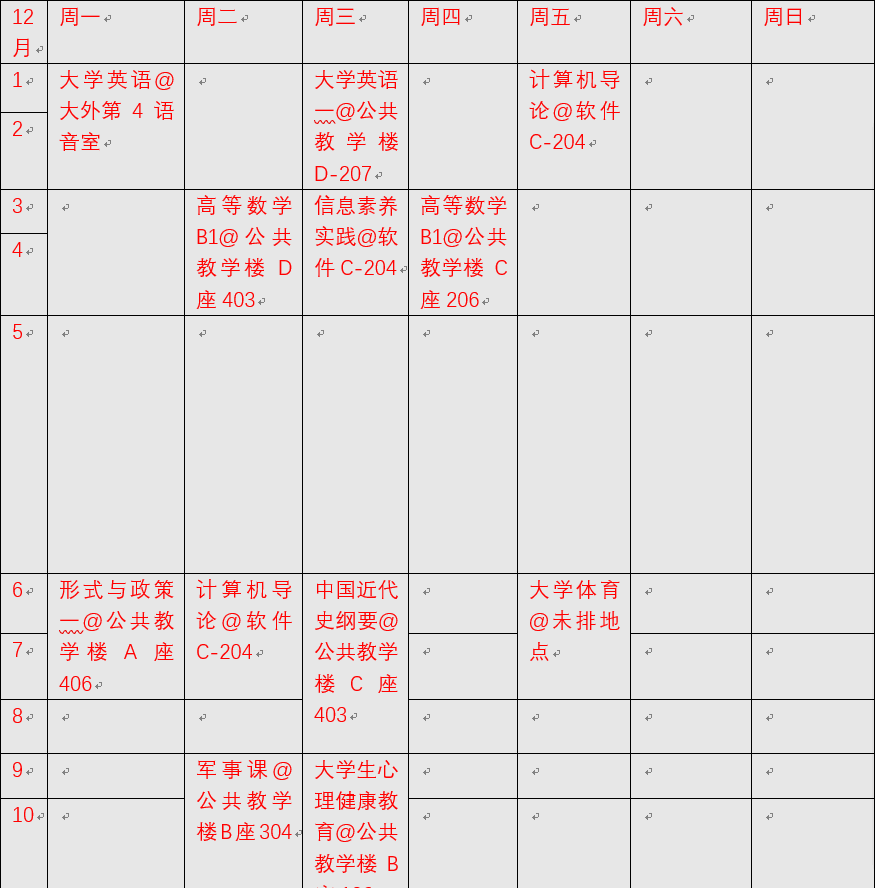 12
月
周一
周二
周三
周四
周五
周六
周日
1
2
大学英语@
大外第 4 语
音室
大学英语
一@公共
教学楼
D-207
计算机导
论@软件
C-204
3
4
高等数学
B1@公共
教学楼 D
座 403
信息素养
实践@软
件 C-204
高等数学
B1@公共
教学楼 C
座 206
5
6
7
形式与政策
一@公共教
学楼 A 座
406
计算机导
论@软件
C-204
中国近代
史纲要@
公共教学
楼 C 座
403
大学体育
@未排地
点
8
9
10
军事课@
公共教学
楼B座304
大学生心
理健康教
育@公共
教学楼 B